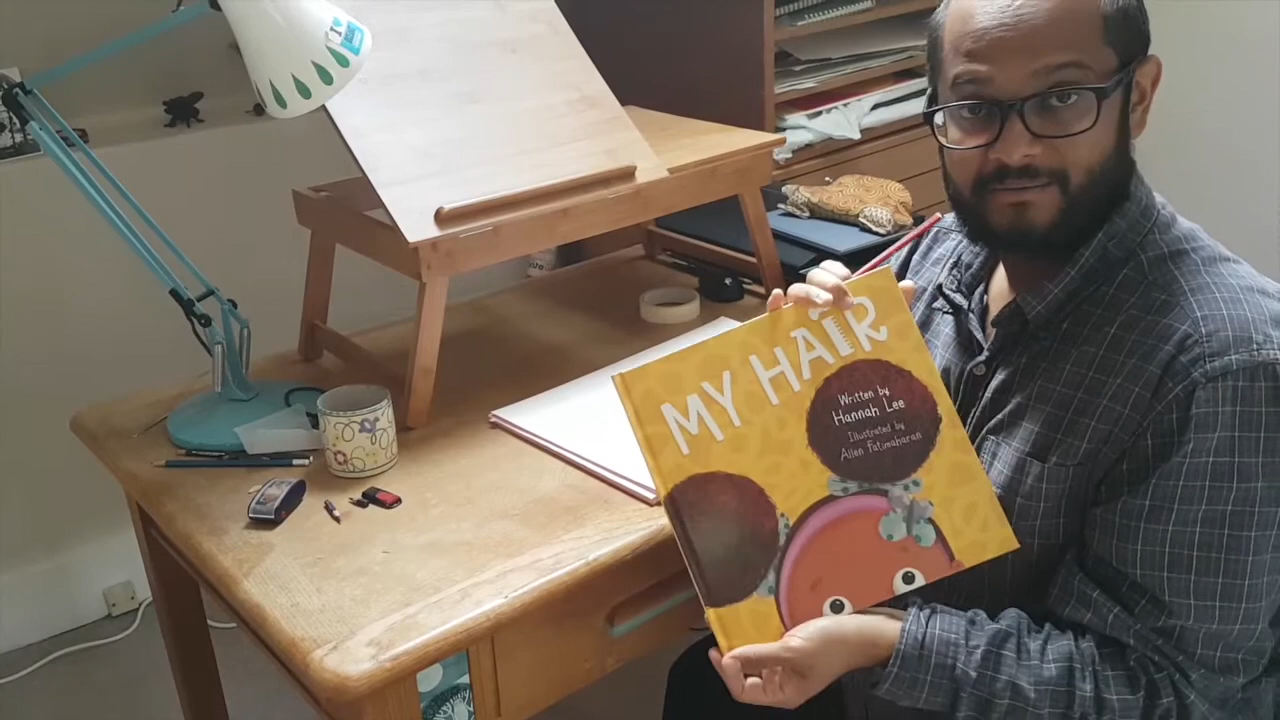 MY HAIR
Written by
Hannah Lee
Illustrated by
Allen Fatimaharan